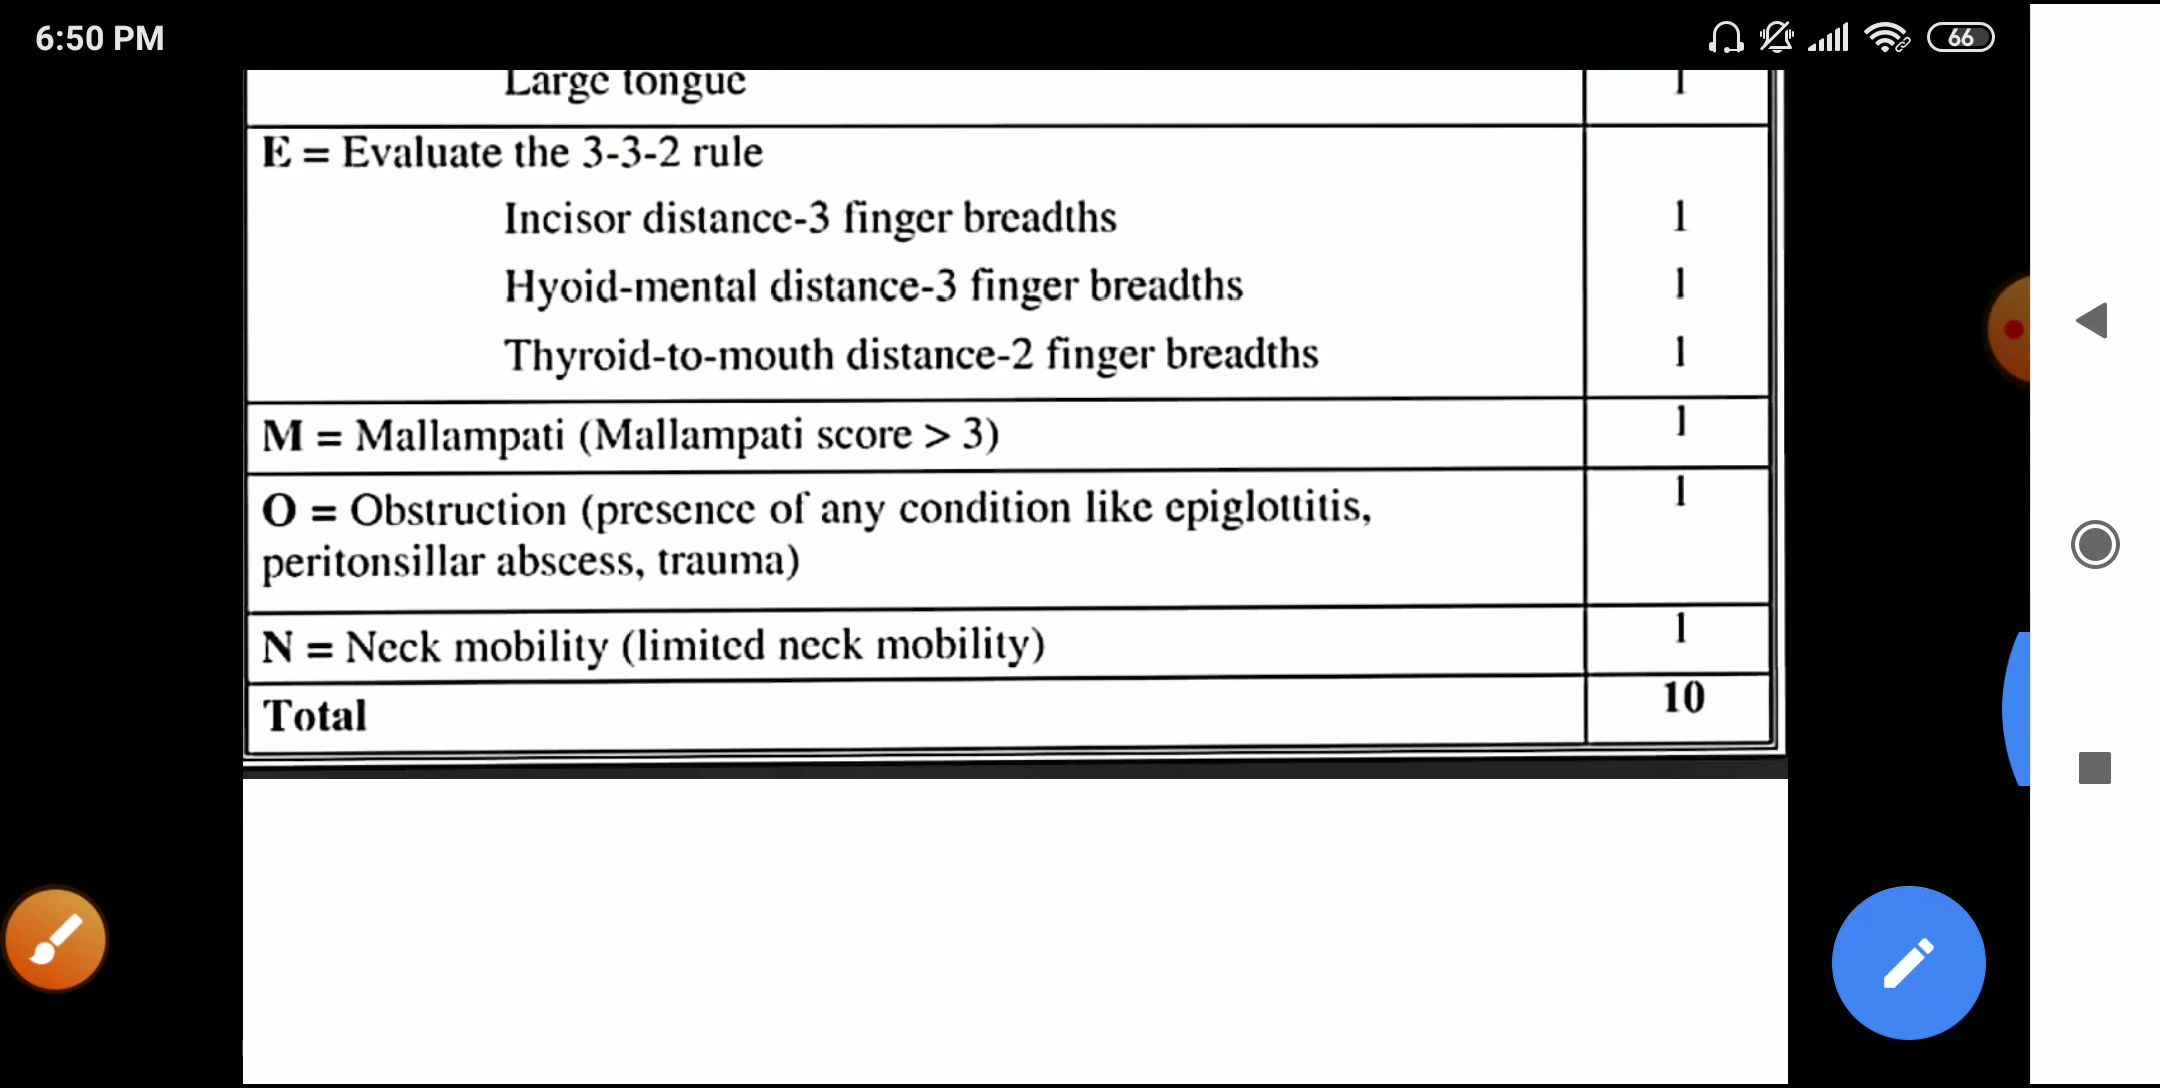 6:50 PM
66
Large tongue 1
E = Evaluate the 3-3-2 rule
Incisor distance-3 finger breadths 1
Hyoid-mental distance-3 finger breadths 1
Thyroid-to-mouth distance-2 finger breadths 1
M = Mallampati (Mallampati score > 3) 1
O = Obstruction (presence of any condition like epiglottitis, 1
peritonsillar abscess, trauma)
N = Neck mobility (limited neck mobility) 1
Total 10